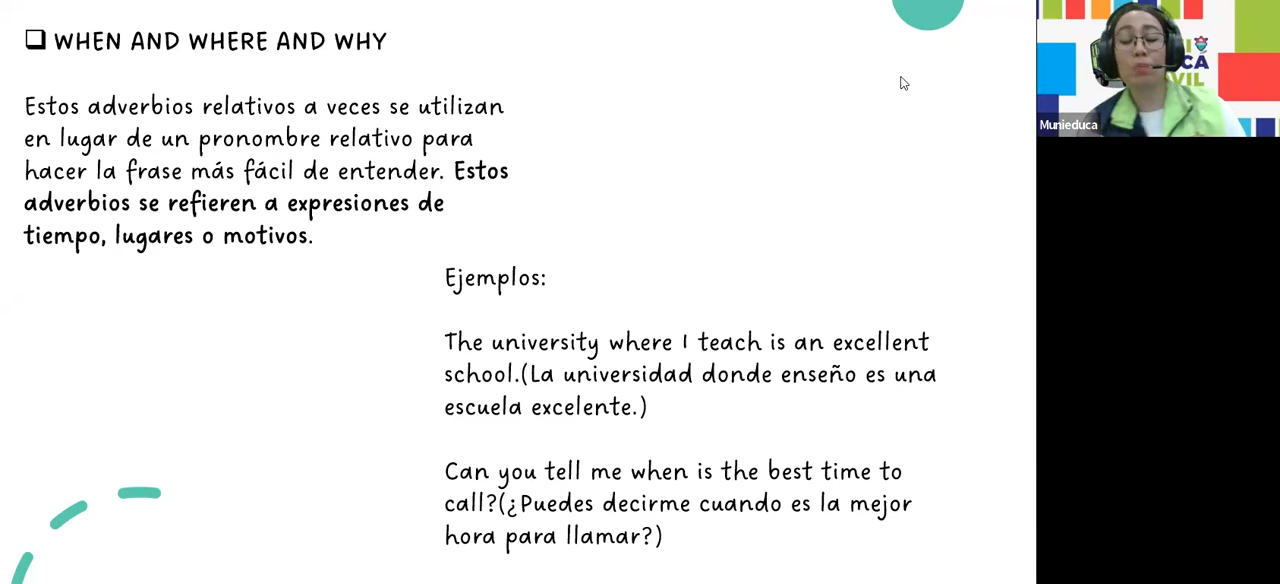 WHEN AND WHERE AND WHY
Estos adverbios relativos a veces se utilizan
en lugar de un pronombre relativo para
hacer la frase más fácil de entender. Estos
adverbios se refieren a expresiones de
tiempo, lugares o motivos.
Ejemplos:
The university where I teach is an excellent
school.(La universidad donde enseño es una
escuela excelente.)
Can you tell me when is the best time to
call?(¿Puedes decirme cuando es la mejor
hora para llamar?)
Munieduca